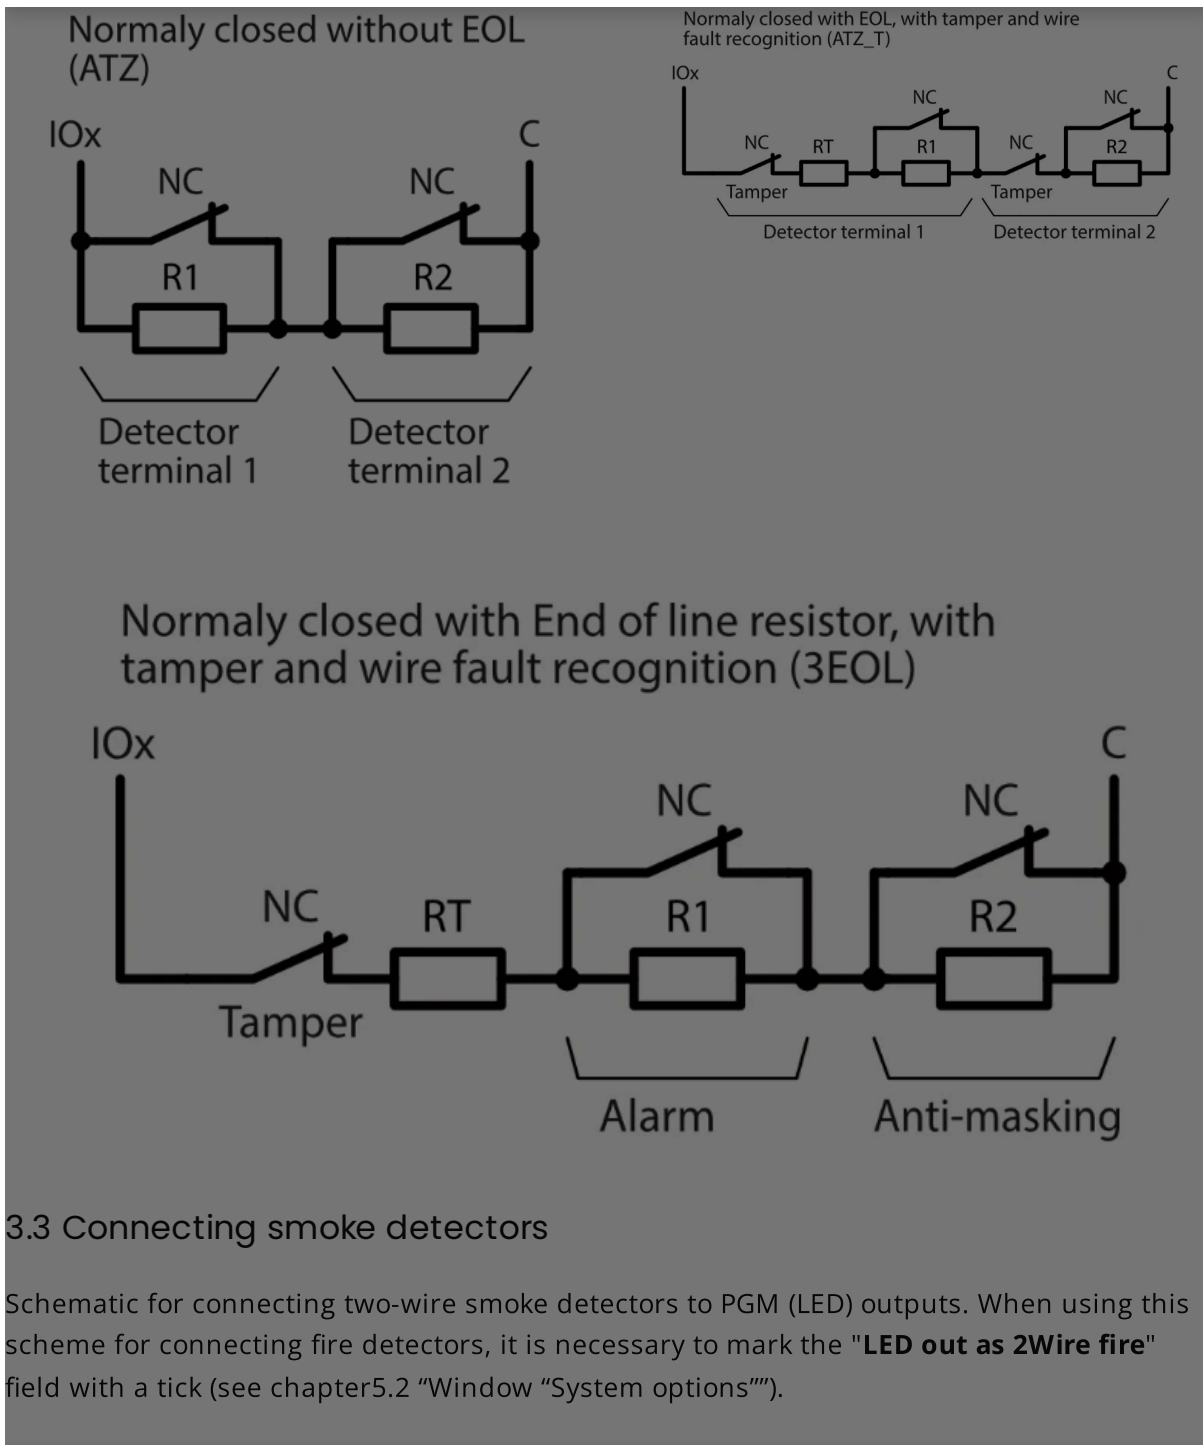 Normaly closed without EOL
(ATZ)
IOx
C
NC
NC
R1
R2
Detector
terminal 1
Detector
terminal 2
Normaly closed with EOL, with tamper and wire
fault recognition (ATZ_T)
IOx
C
NC
NC
NC
RT
R1
NC
R2
Tamper
Tamper
Detector terminal 1
Detector terminal 2
Normaly closed with End of line resistor, with
tamper and wire fault recognition (3EOL)
IOx
C
NC
NC
NC
RT
R1
R2
Tamper
Alarm
Anti-masking
3.3 Connecting smoke detectors
Schematic for connecting two-wire smoke detectors to PGM (LED) outputs. When using this
scheme for connecting fire detectors, it is necessary to mark the "LED out as 2Wire fire"
field with a tick (see chapter5.2 “Window “System options””).